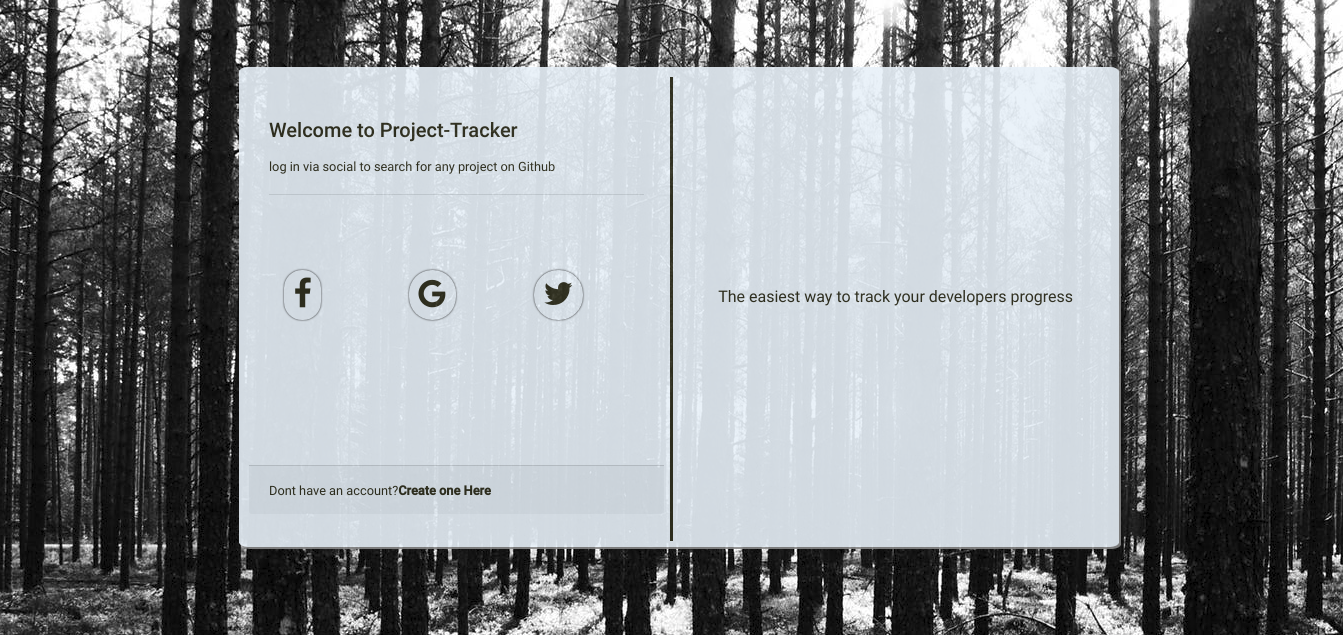 Welcome to Project-Tracker
log in via social to search for any project on Github
The easiest way to track your developers progress
Dont have an account?Create one Here